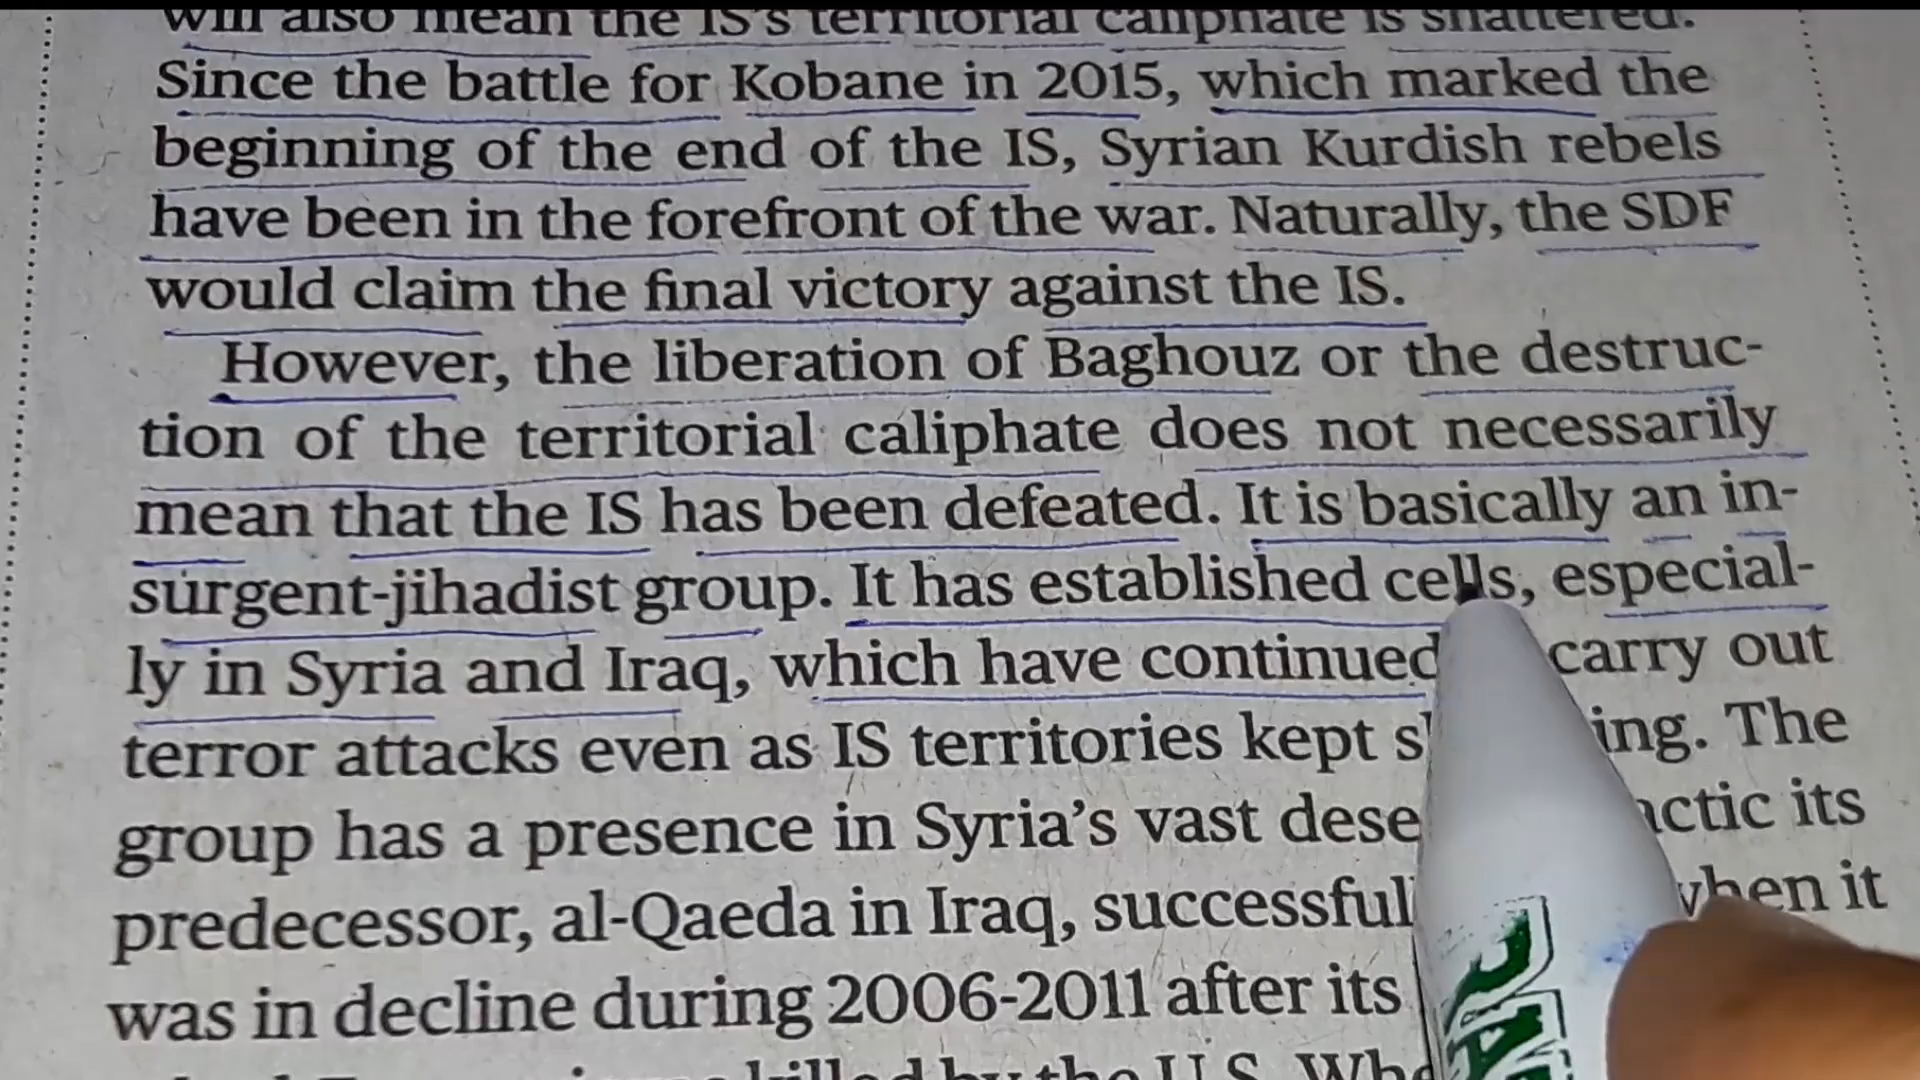 will also mean the IS's territorial caliphate is shattered.
Since the battle for Kobane in 2015, which marked the
beginning of the end of the IS, Syrian Kurdish rebels
have been in the forefront of the war. Naturally, the SDF
would claim the final victory against the IS.
However, the liberation of Baghouz or the destruc-
tion of the territorial caliphate does not necessarily
mean that the IS has been defeated. It is basically an in-
surgent-jihadist group. It has established cells, especial-
ly in Syria and Iraq, which have continued carry out
terror attacks even as IS territories kept The
group has a presence in Syria's vast its
predecessor, al-Qaeda in Iraq, when it
was in decline during 2006-2011 after its
killed by the U.S.